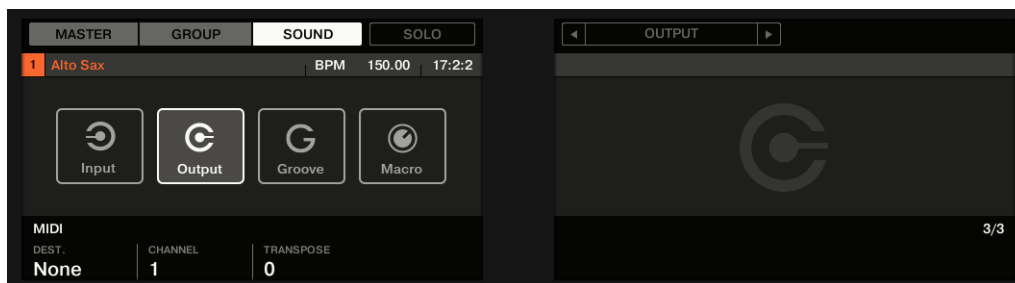 MASTER GROUP SOUND SOLO OUTPUT
1 Alto Sax BPM 150.00 17:2:2
Input Output Groove Macro
MIDI 3/3
DEST. CHANNEL TRANSPOSE
None 1 0